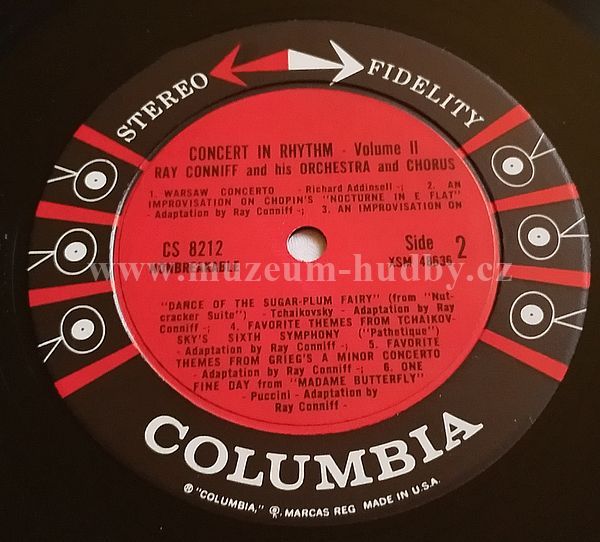 STEREO FIDELITY
CONCERT IN RHYTHM - Volume II
RAY CONNIFF and his ORCHESTRA and CHORUS
1. WARSAW CONCERTO - Richard Addinsell -; 2. AN
IMPROVISATION ON CHOPIN'S "NOCTURNE IN E FLAT"
- Adaptation by Ray Conniff -; 3. AN IMPROVISATION ON
CS 8212
NONBREAKABLE
Side 2
XSM 48636
www.muzeum-hudby.cz
"DANCE OF THE SUGAR-PLUM FAIRY" (from "Nut-
cracker Suite") - Tchaikovsky - Adaptation by Ray
Conniff -; 4. FAVORITE THEMES FROM TCHAIKOV-
SKY'S SIXTH SYMPHONY ("Pathetique")
- Adaptation by Ray Conniff -; 5. FAVORITE
THEMES FROM GRIEG'S A MINOR CONCERTO
- Adaptation by Ray Conniff -; 6. ONE
FINE DAY from "MADAME BUTTERFLY"
- Puccini - Adaptation by
Ray Conniff -
COLUMBIA
® "COLUMBIA," ®, MARCAS REG MADE IN U.S.A.